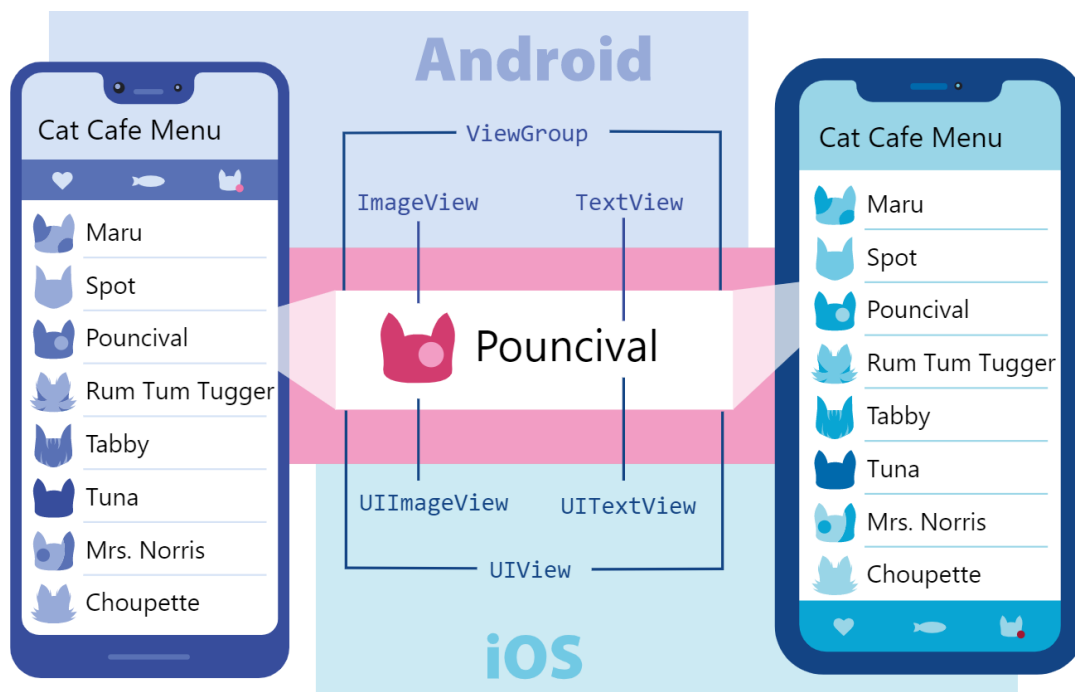 Android
Cat Cafe Menu
Maru
Spot
Pouncival
Rum Tum Tugger
Tabby
Tuna
Mrs. Norris
Choupette
ViewGroup
ImageView
TextView
Pouncival
UIImageView
UITextView
UIView
iOS
Cat Cafe Menu
Maru
Spot
Pouncival
Rum Tum Tugger
Tabby
Tuna
Mrs. Norris
Choupette